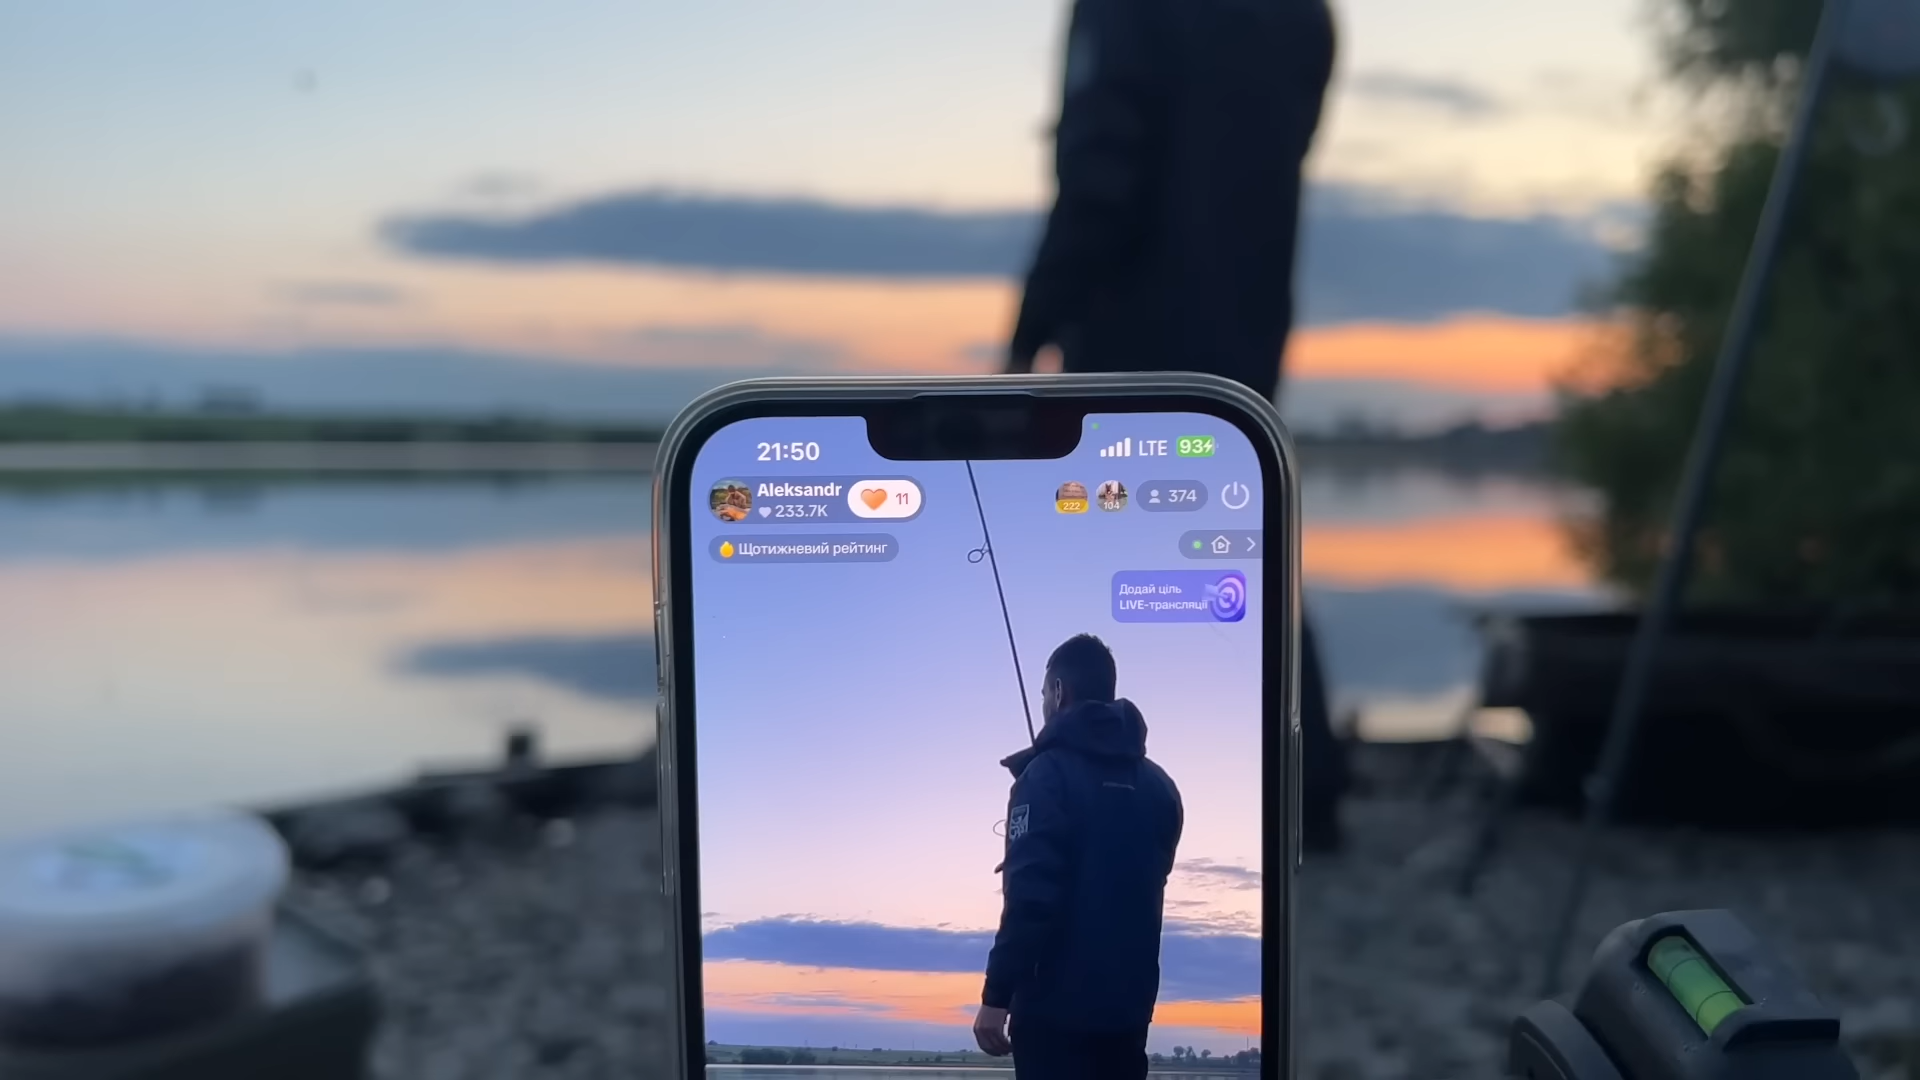 21:50
LTE 93
Aleksandr
233.7K
11
222
104
374
Щотижневий рейтинг
Додай ціль
LIVE-трансляції